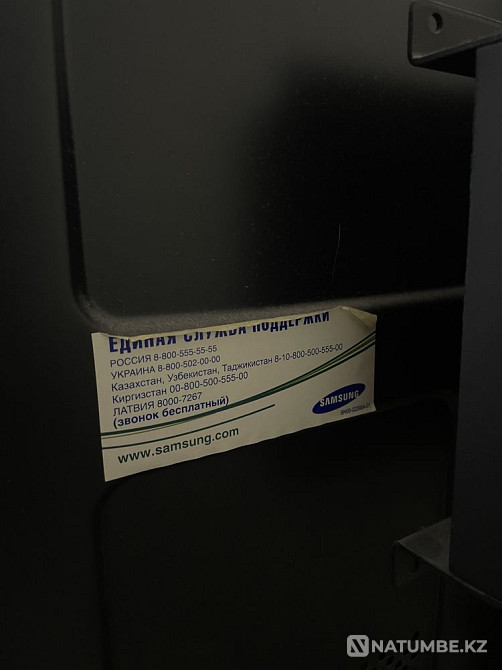 ЕДИНАЯ СЛУЖБА ПОДДЕРЖКИ
РОССИЯ 8-800-555-55-55
УКРАИНА 8-800-502-00-00
Казахстан, Узбекистан, Таджикистан 8-10-800-500-555-00
Киргизстан 00-800-500-555-00
ЛАТВИЯ 8000-7267
(звонок бесплатный)
SAMSUNG
www.samsung.com
NATUMBE.KZ